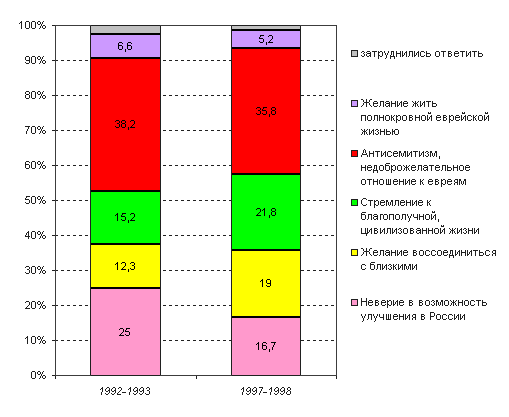 100%
90%
80%
70%
60%
50%
40%
30%
20%
10%
0%
6,6
38,2
15,2
12,3
25
5,2
35,8
21,8
19
16,7
1992-1993
1997-1998
затруднились ответить
Желание жить
полнокровной еврейской
жизнью
Антисемитизм,
недоброжелательное
отношение к евреям
Стремление к
благополучной,
цивилизованной жизни
Желание воссоединиться
с близкими
Неверие в возможность
улучшения в России